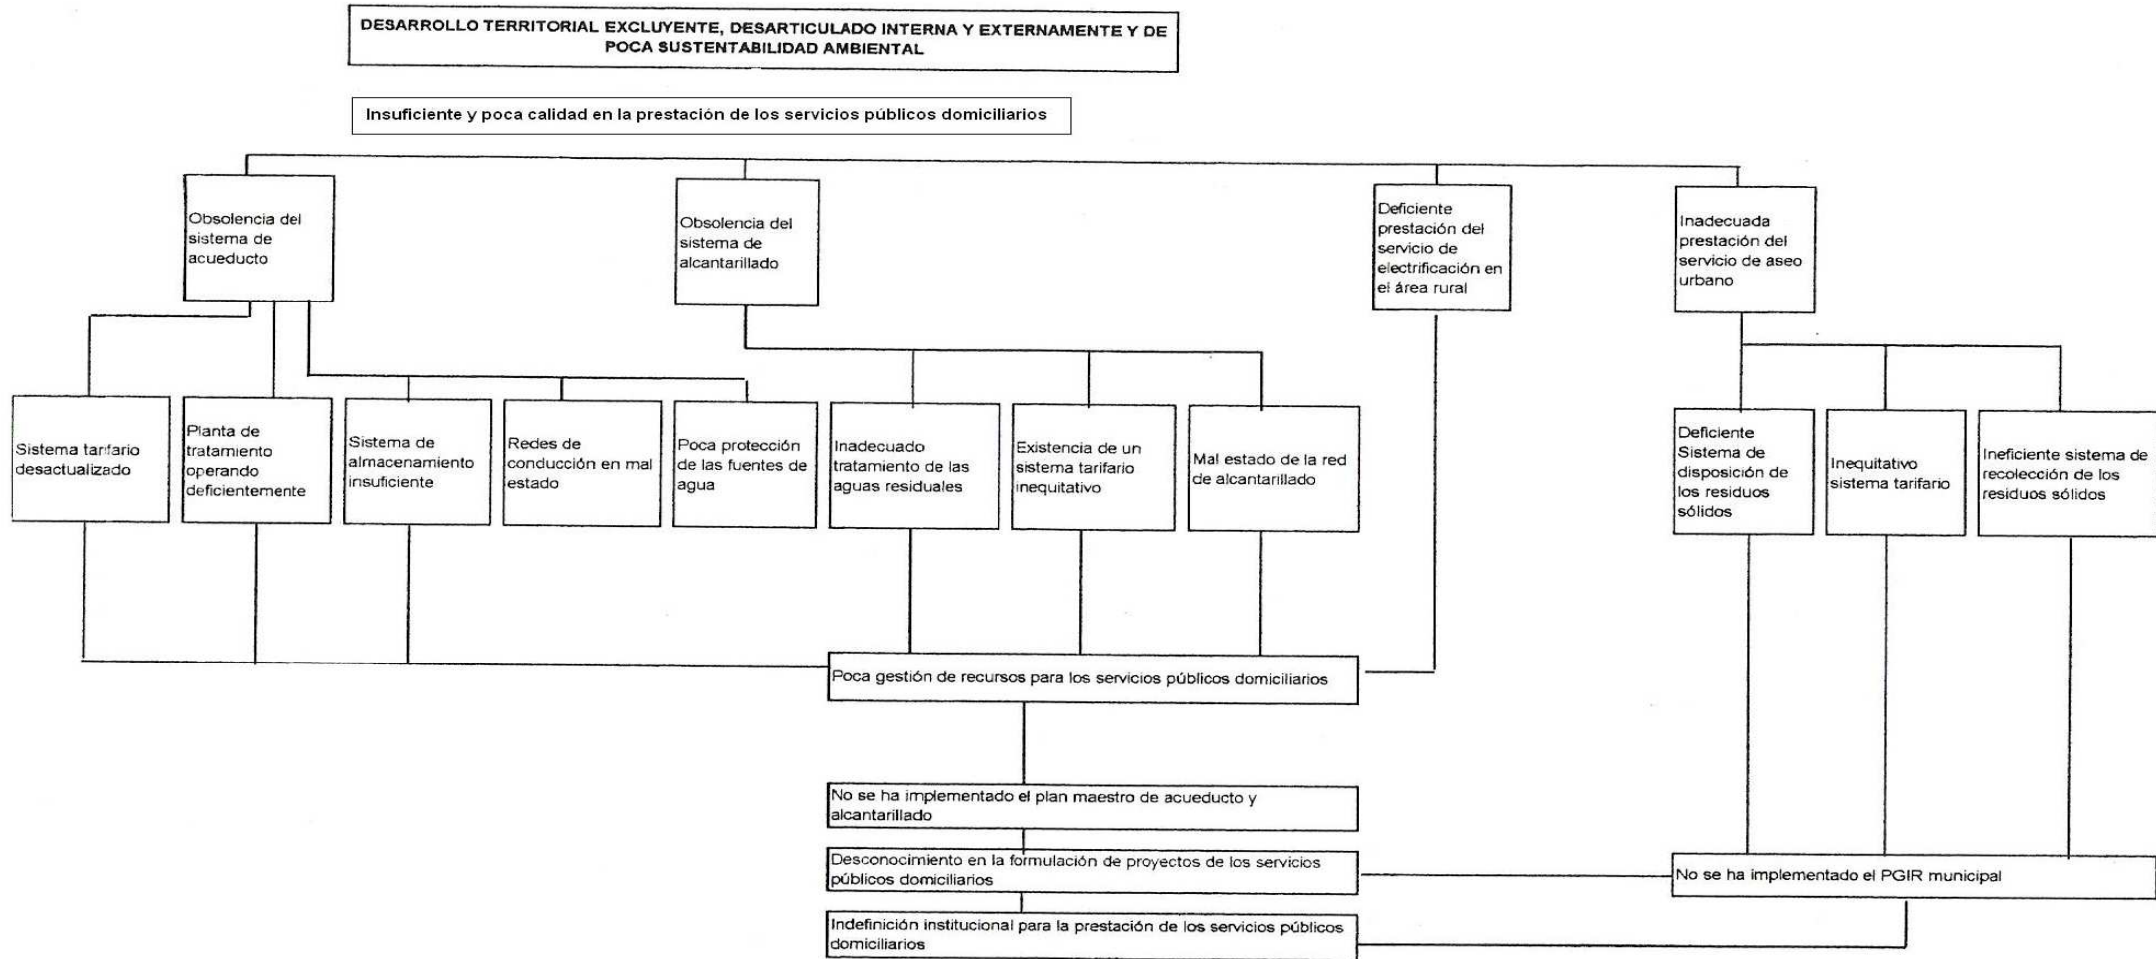 DESARROLLO TERRITORIAL EXCLUYENTE, DESARTICULADO INTERNA Y EXTERNAMENTE Y DE
POCA SUSTENTABILIDAD AMBIENTAL
Insuficiente y poca calidad en la prestación de los servicios públicos domiciliarios
Obsolencia del
sistema de
acueducto
Obsolencia del
sistema de
alcantarillado
Deficiente
prestación del
servicio de
electrificación en
el área rural
Inadecuada
prestación del
servicio de aseo
urbano
Sistema tarifario
desactualizado
Planta de
tratamiento
operando
deficientemente
Sistema de
almacenamiento
insuficiente
Redes de
conducción en mal
estado
Poca protección
de las fuentes de
agua
Inadecuado
tratamiento de las
aguas residuales
Existencia de un
sistema tarifario
inequitativo
Mal estado de la red
de alcantarillado
Deficiente
Sistema de
disposición de
los residuos
sólidos
Inequitativo
sistema tarifario
Ineficiente sistema de
recolección de los
residuos sólidos
Poca gestión de recursos para los servicios públicos domiciliarios
No se ha implementado el plan maestro de acueducto y
alcantarillado
Desconocimiento en la formulación de proyectos de los servicios
públicos domiciliarios
No se ha implementado el PGIR municipal
Indefinición institucional para la prestación de los servicios públicos
domiciliarios